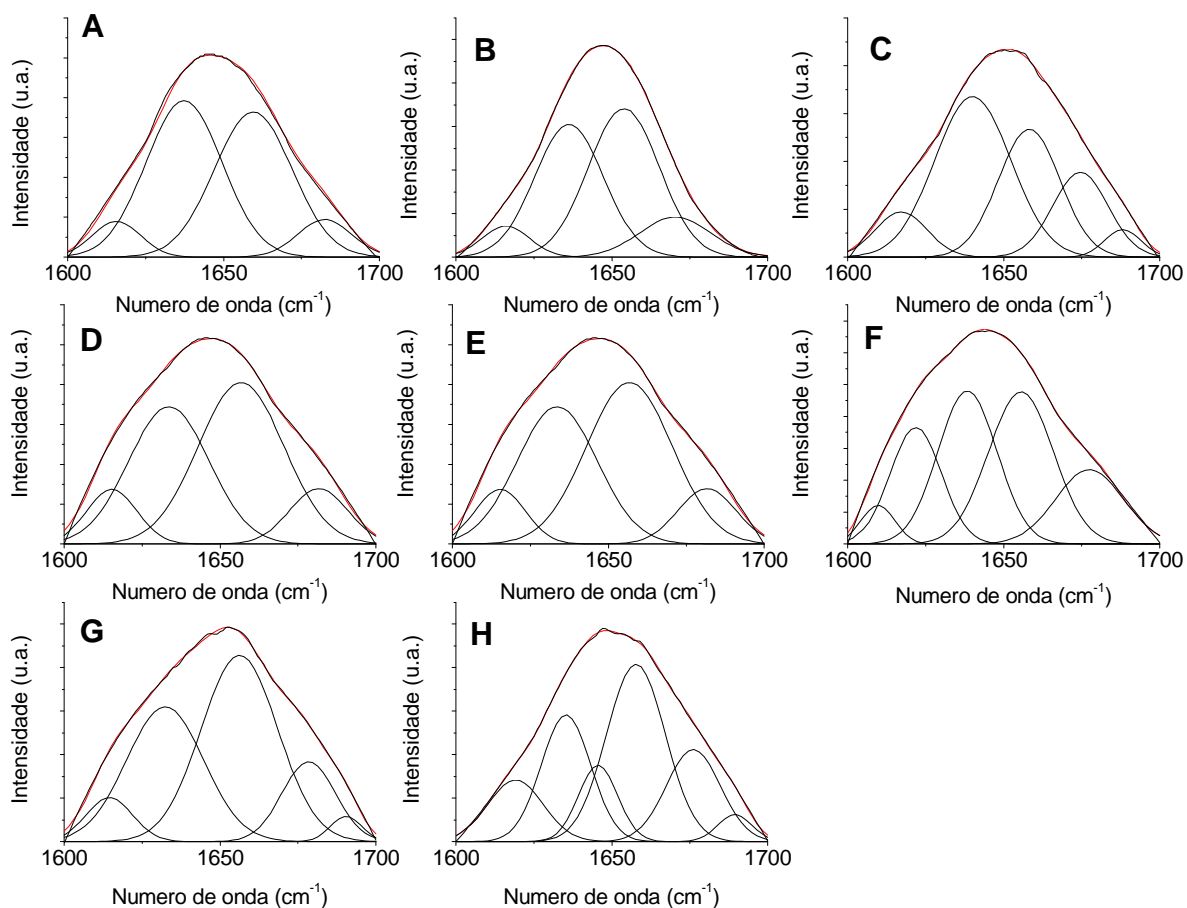 A
B
C
Intensidade (u.a.)
Intensidade (u.a.)
Intensidade (u.a.)
1600 1650 1700
1600 1650 1700
1600 1650 1700
Numero de onda (cm-1)
Numero de onda (cm-1)
Numero de onda (cm-1)
D
E
F
Intensidade (u.a.)
Intensidade (u.a.)
Intensidade (u.a.)
1600 1650 1700
1600 1650 1700
1600 1650 1700
Numero de onda (cm-1)
Numero de onda (cm-1)
Numero de onda (cm-1)
G
H
Intensidade (u.a.)
Intensidade (u.a.)
1600 1650 1700
1600 1650 1700
Numero de onda (cm-1)
Numero de onda (cm-1)